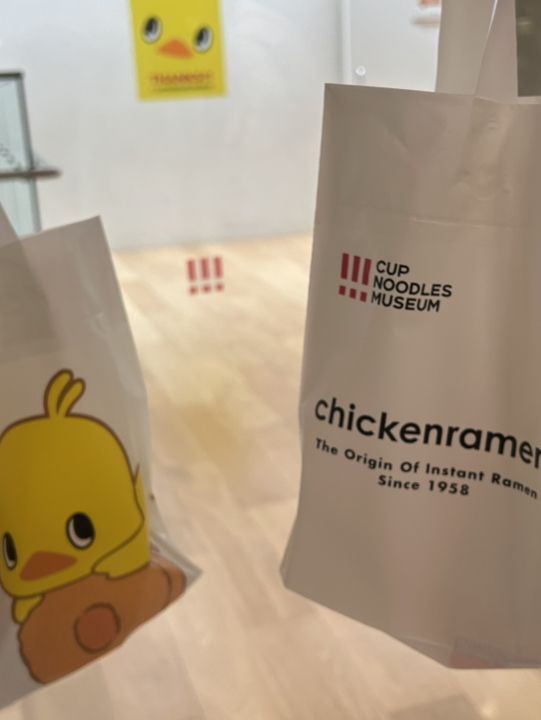 CUP
NOODLES
MUSEUM
chickenramen
The Origin Of Instant Ramen
Since 1958